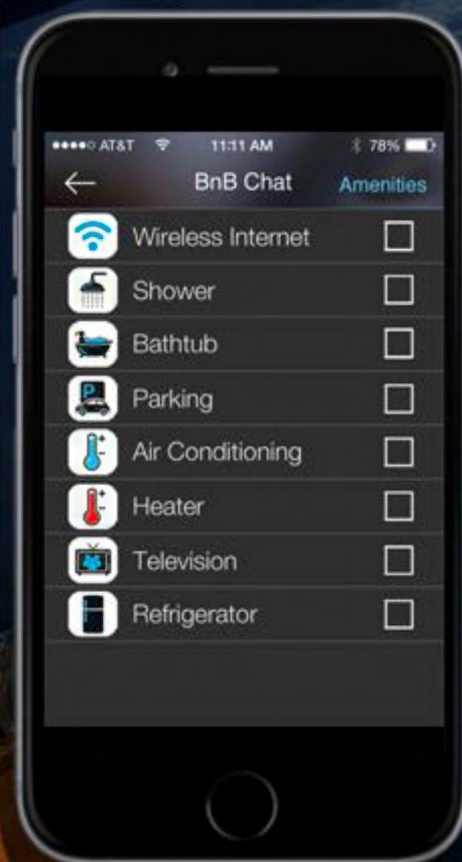 AT&T 11:11 AM 78%
BnB Chat Amenities
Wireless Internet
Shower
Bathtub
P
Parking
Air Conditioning
Heater
Television
Refrigerator